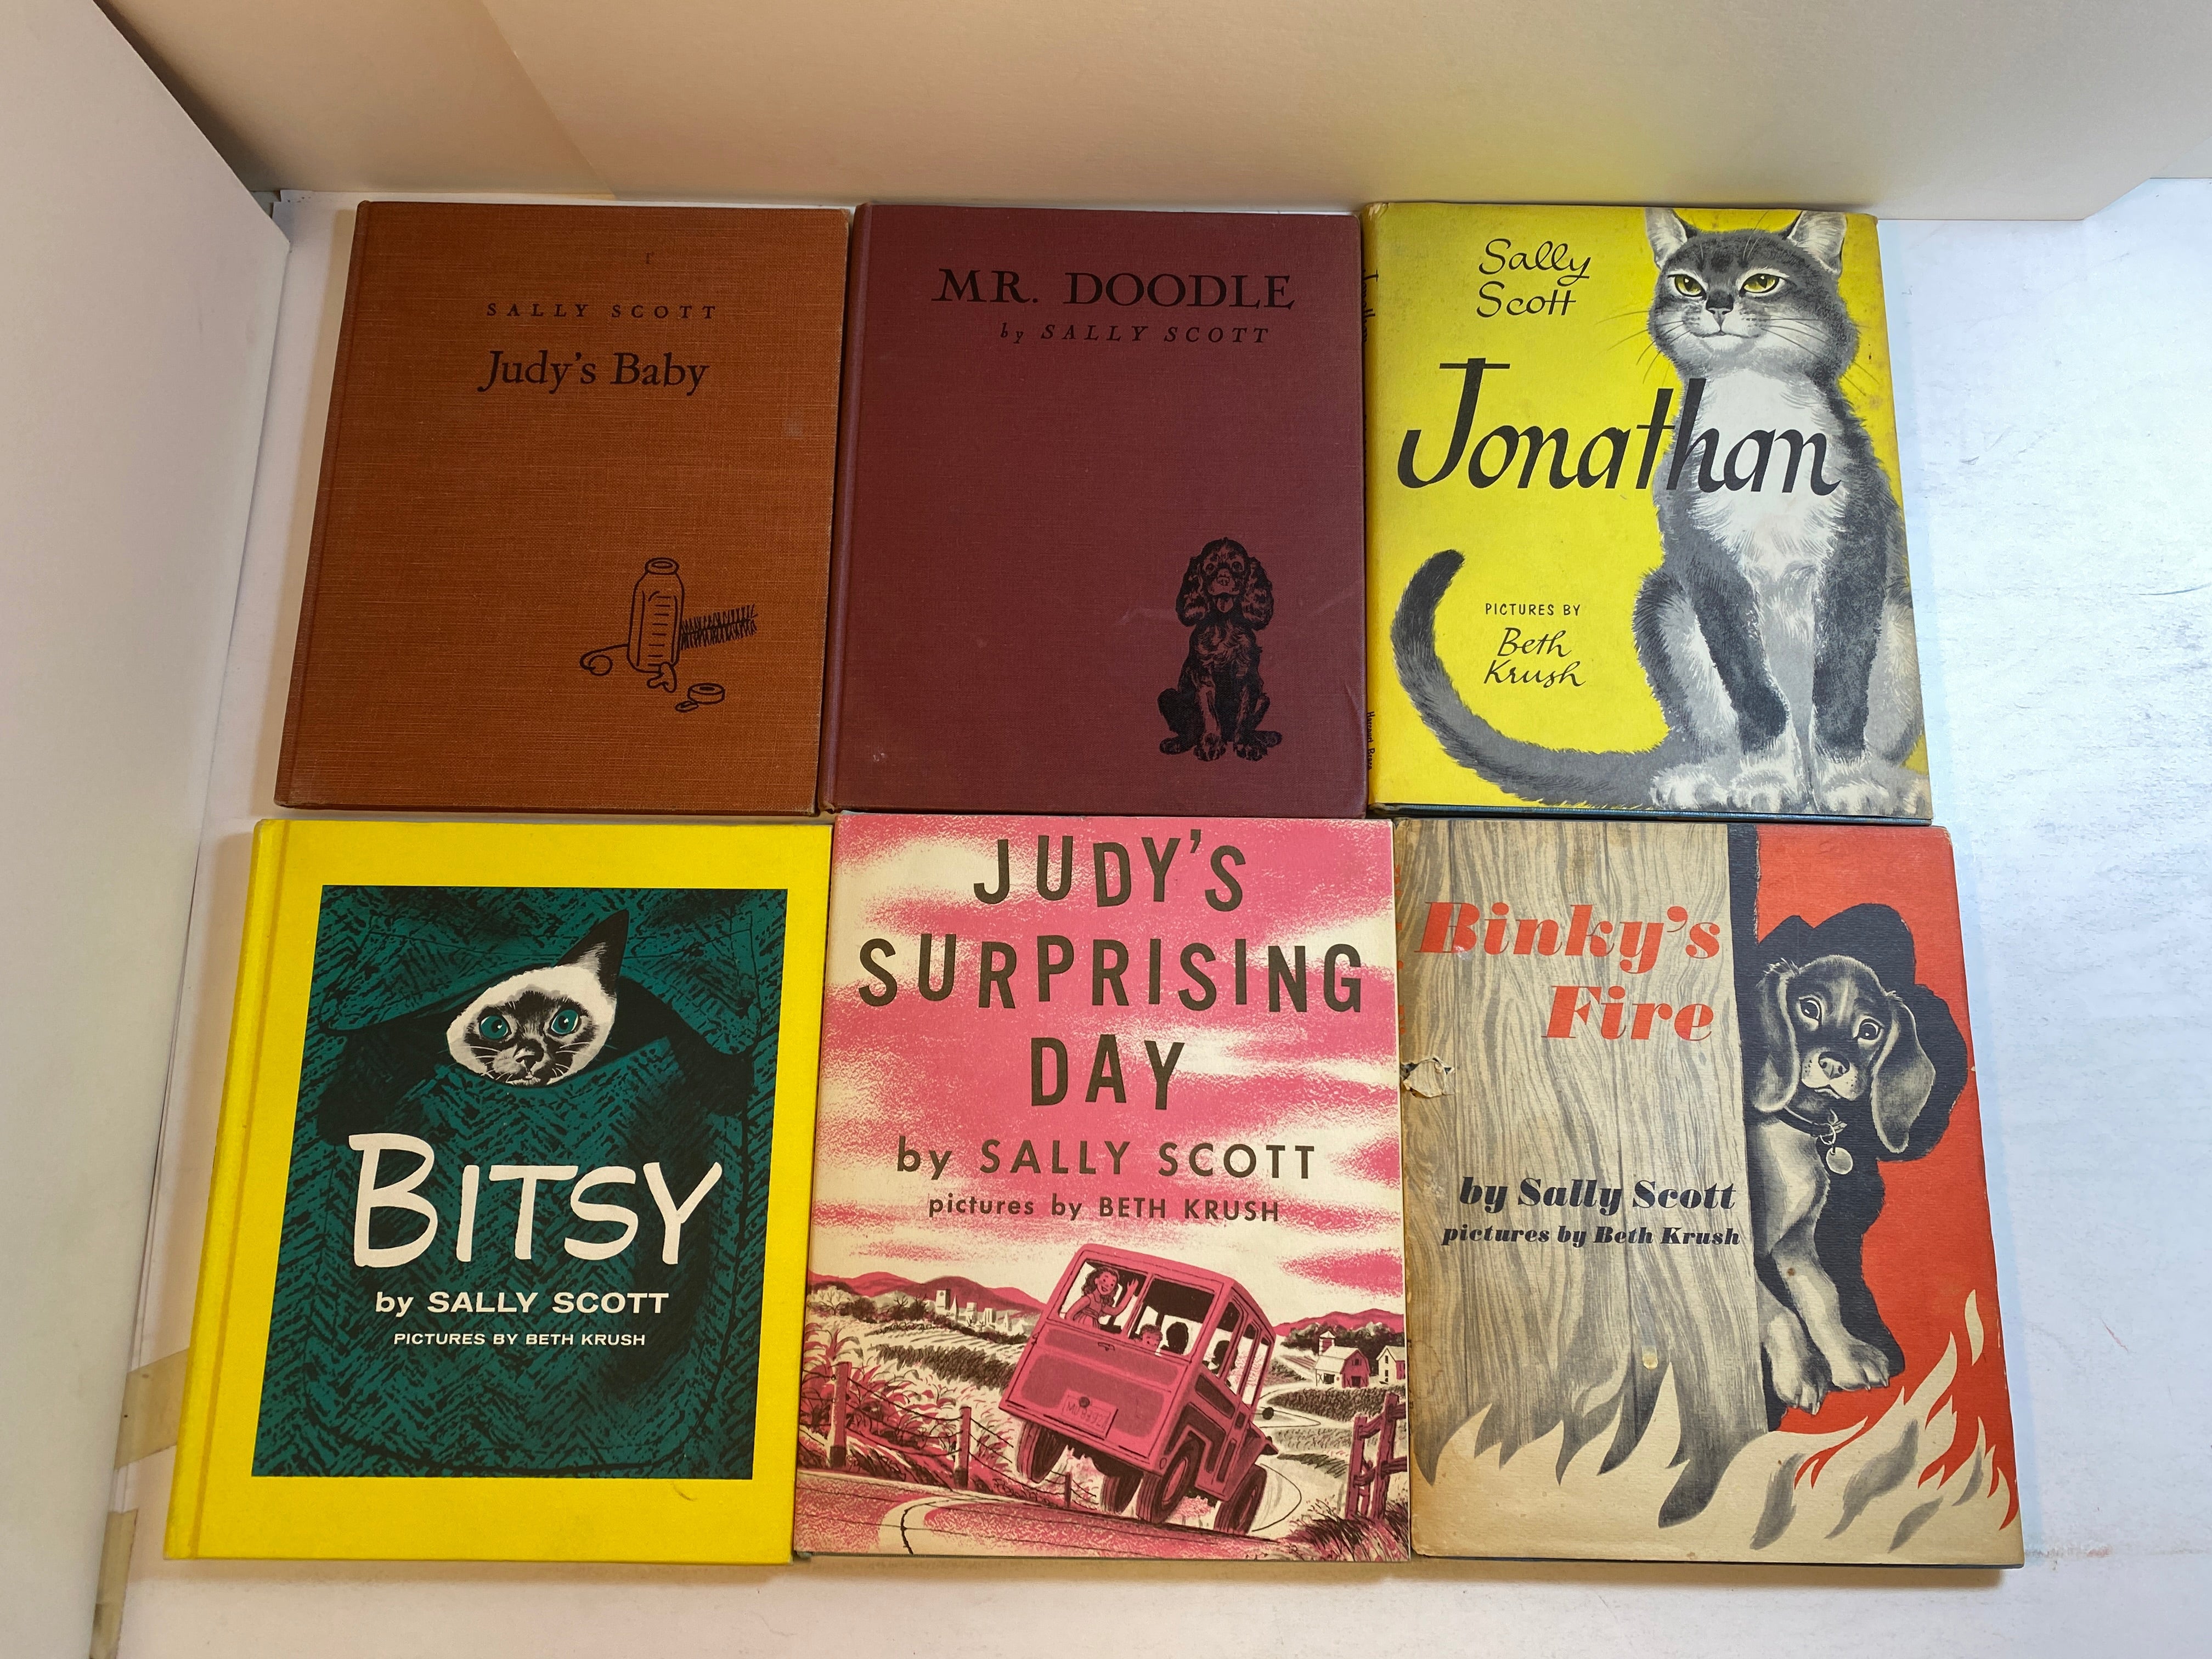 SALLY SCOTT
Judy's Baby
MR. DOODLE
by SALLY SCOTT
Sally
Scott
Jonathan
PICTURES BY
Beth
Krush
BITSY
by SALLY SCOTT
PICTURES BY BETH KRUSH
JUDY'S
SURPRISING
DAY
by SALLY SCOTT
pictures by BETH KRUSH
Binky's
Fire
by Sally Scott
pictures by Beth Krush